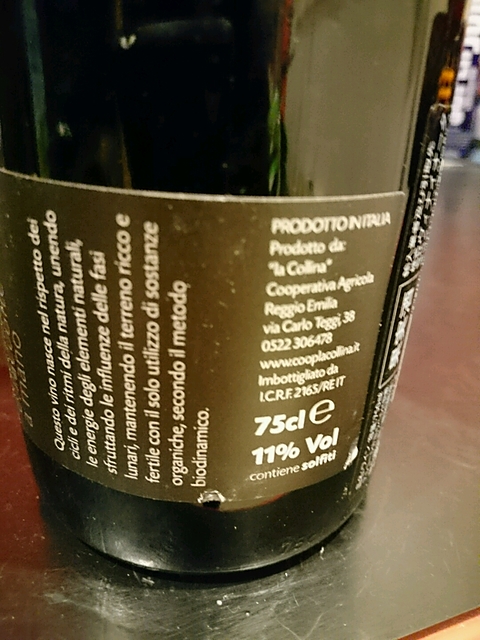 Questo vino nasce nel rispetto dei
cicli e dei ritmi della natura, unendo
le energie degli elementi naturali,
sfruttando le influenze delle fasi
lunari, mantenendo il terreno ricco e
fertile con il solo utilizzo di sostanze
organiche, secondo il metodo
biodinamico.
PRODOTTO IN ITALIA
Prodotto da:
"la Collina"
Cooperativa Agricola
Reggio Emilia
via Carlo Teggi, 38
0522 306478
www.cooplacollina.it
Imbottigliato da
I.C.R.F. 2165/RE IT
75cl e
11% Vol
contiene solfiti